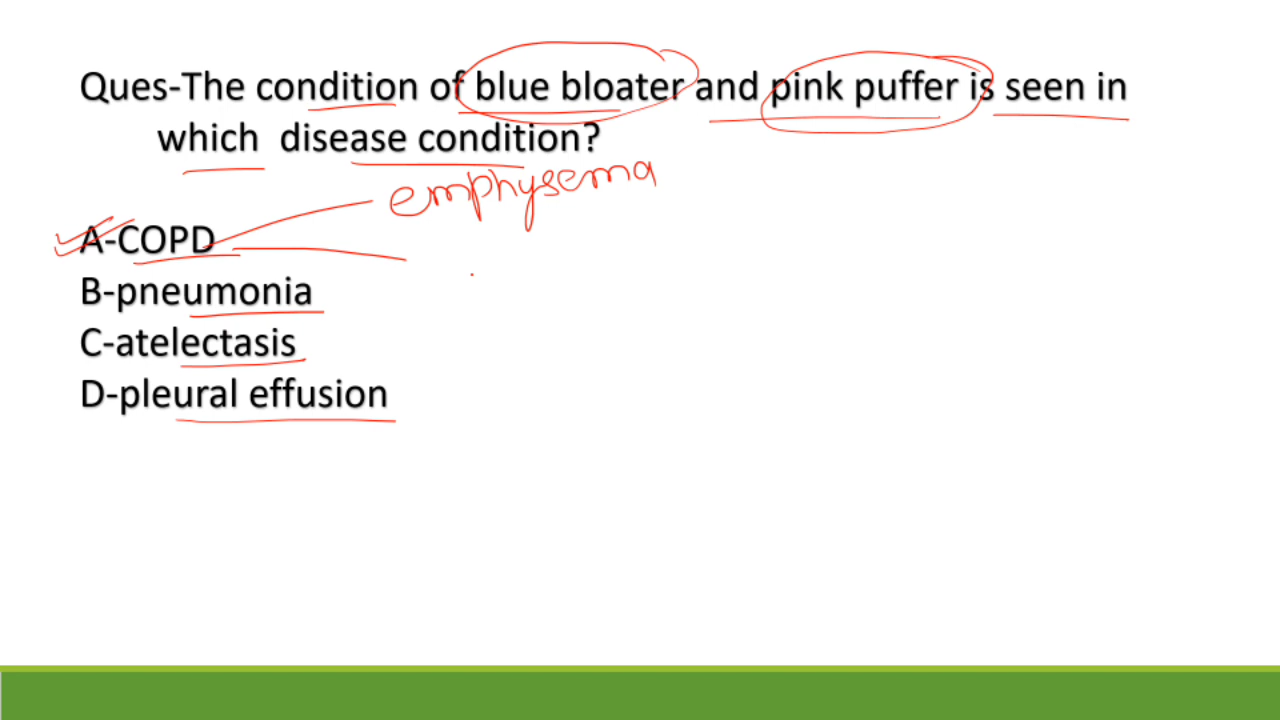 Ques-The condition of blue bloater and pink puffer is seen in
which disease condition?
emphysema
A-COPD
B-pneumonia
C-atelectasis
D-pleural effusion